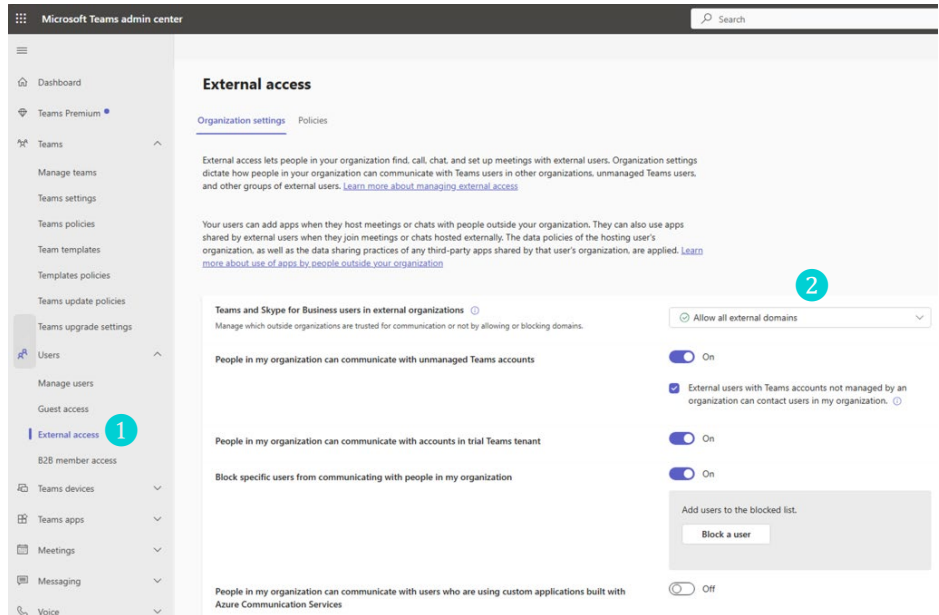 Microsoft Teams admin center
Search
Dashboard
Teams Premium
Teams
Manage teams
Teams settings
Teams policies
Team templates
Templates policies
Teams update policies
Teams upgrade settings
Users
Manage users
Guest access
External access
1
B2B member access
Teams devices
Teams apps
Meetings
Messaging
Voice
External access
Organization settings Policies
External access lets people in your organization find, call, chat, and set up meetings with external users. Organization settings
dictate how people in your organization can communicate with Teams users in other organizations, unmanaged Teams users,
and other groups of external users. Learn more about managing external access
Your users can add apps when they host meetings or chats with people outside your organization. They can also use apps
shared by external users when they join meetings or chats hosted externally. The data policies of the hosting user's
organization, as well as the data sharing practices of any third-party apps shared by that user's organization, are applied. Learn
more about use of apps by people outside your organization
2
Teams and Skype for Business users in external organizations
Manage which outside organizations are trusted for communication or not by allowing or blocking domains.
Allow all external domains
People in my organization can communicate with unmanaged Teams accounts
On
External users with Teams accounts not managed by an
organization can contact users in my organization.
People in my organization can communicate with accounts in trial Teams tenant
On
Block specific users from communicating with people in my organization
On
Add users to the blocked list.
Block a user
People in my organization can communicate with users who are using custom applications built with
Azure Communication Services
Off